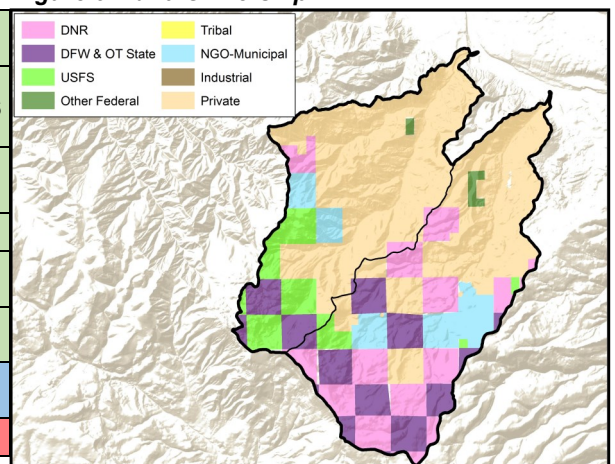 DNR
DFW & OT State
USFS
Other Federal
Tribal
NGO-Municipal
Industrial
Private